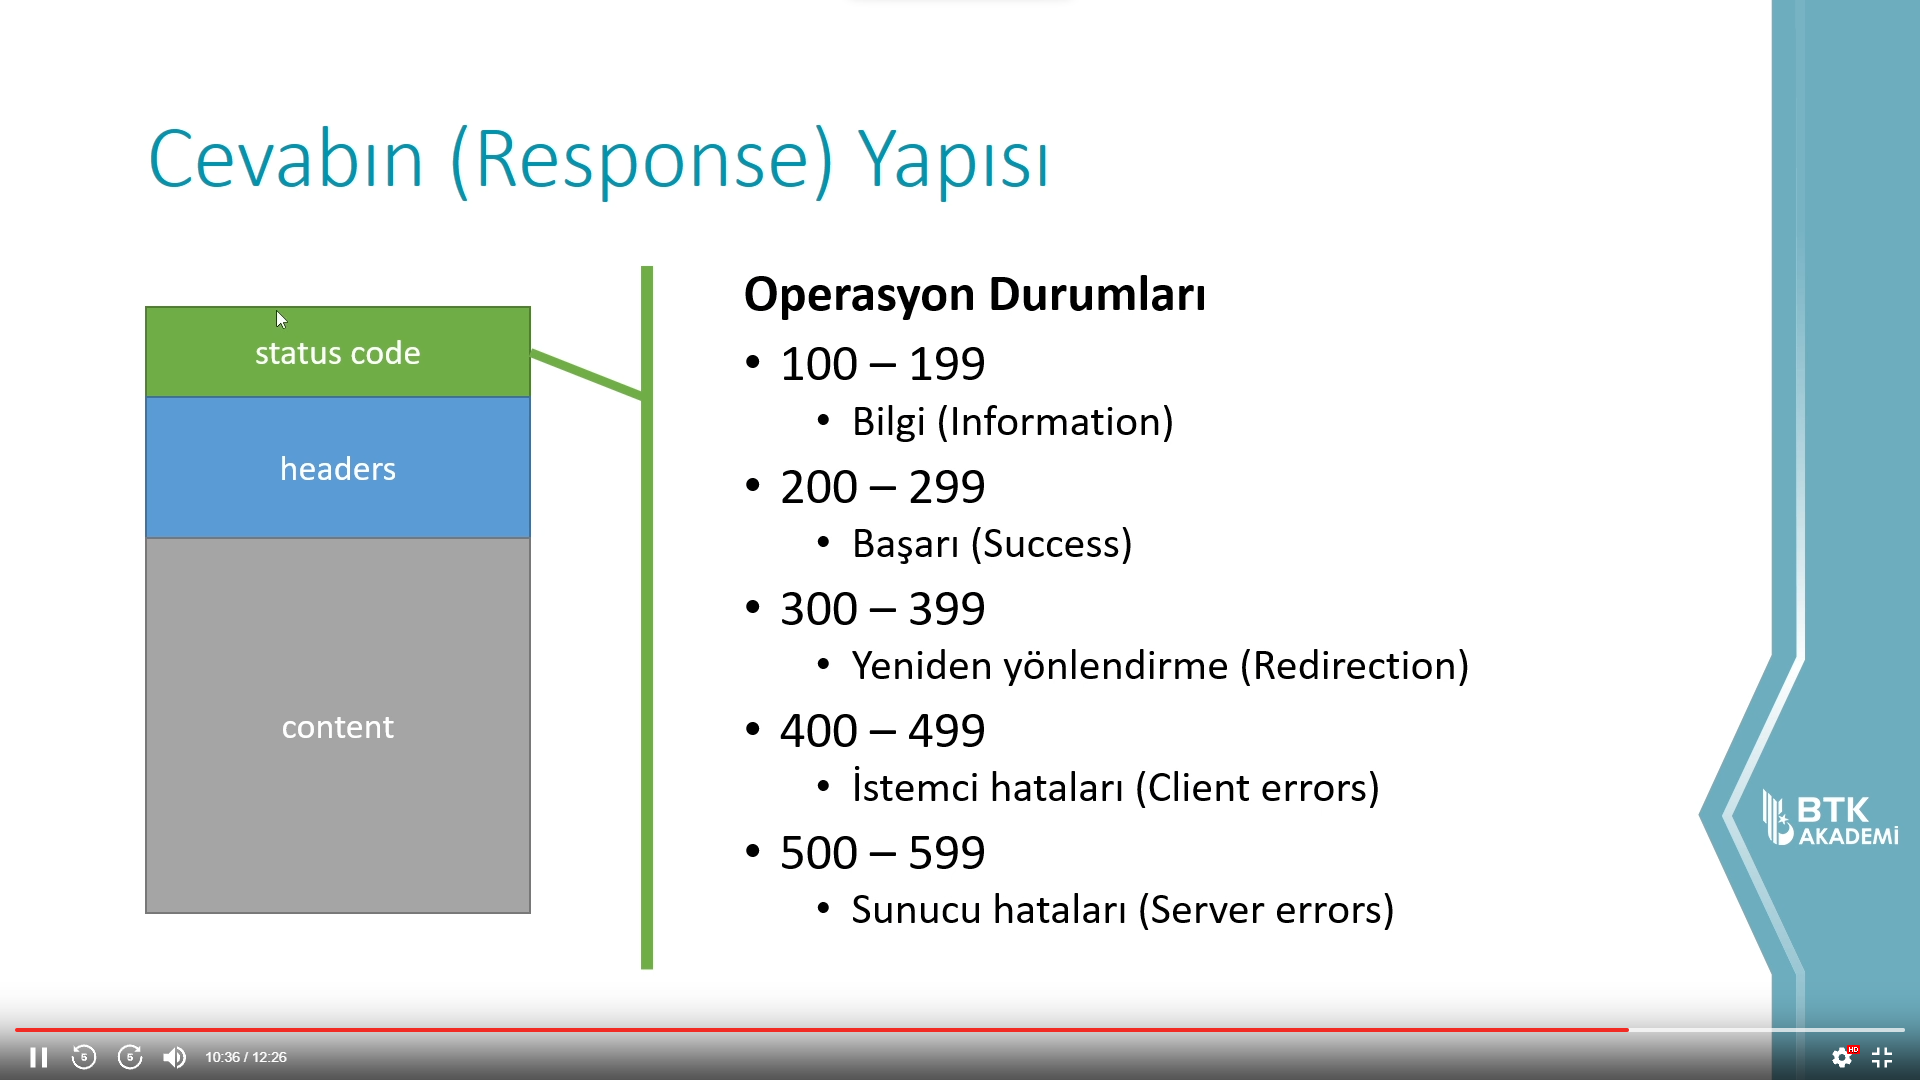 Cevabın (Response) Yapısı
status code
headers
content
Operasyon Durumları
• 100 – 199
• Bilgi (Information)
• 200 – 299
• Başarı (Success)
• 300 – 399
• Yeniden yönlendirme (Redirection)
• 400 – 499
• İstemci hataları (Client errors)
• 500 – 599
• Sunucu hataları (Server errors)
BTK
AKADEMİ
5
5
10:36 / 12:26
HD